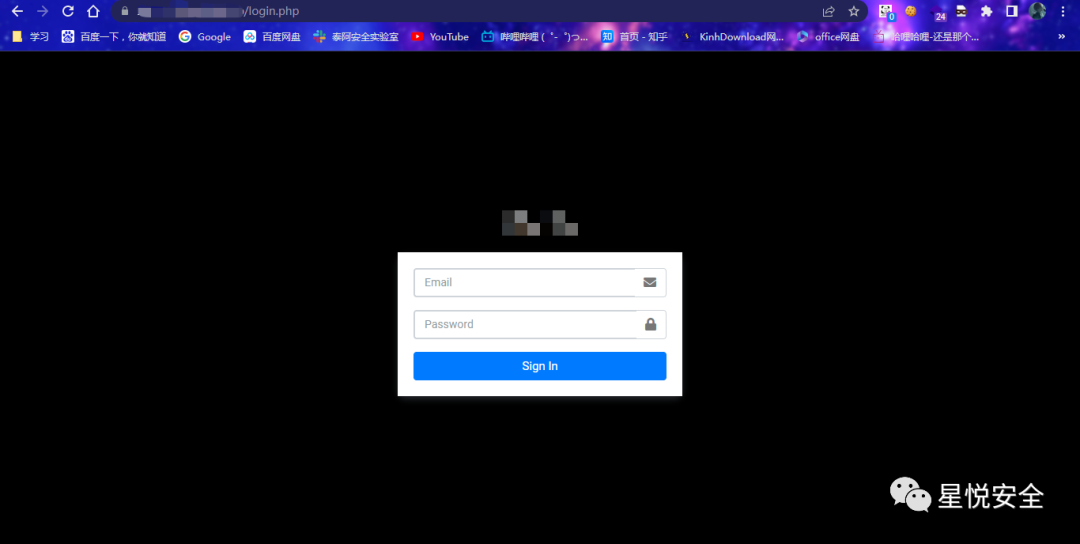 /login.php
0
24
学习
百度一下，你就知道
Google
百度网盘
泰阿安全实验室
YouTube
哔哩哔哩 (゜-゜)つ...
知 首页 - 知乎
KinhDownload网...
office网盘
哈哩哈哩-还是那个...
»
Email
Password
Sign In
星悦安全